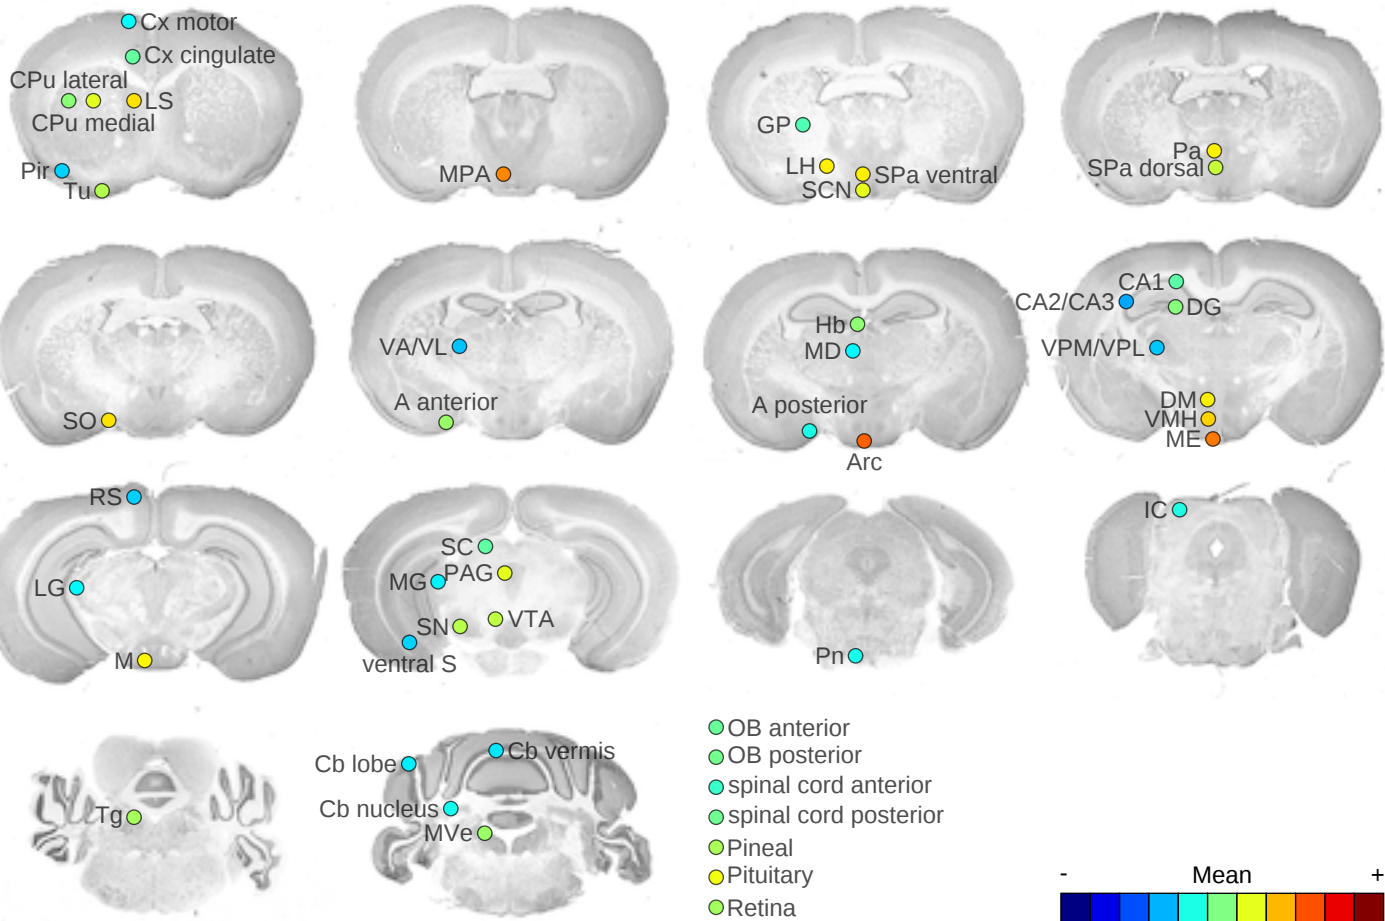 Cx motor
Cx cingulate
CPu lateral
LS
CPu medial
Pir
Tu
MPA
GP
LH
SPa ventral
SCN
Pa
SPa dorsal
SO
VA/VL
A anterior
Hb
MD
A posterior
Arc
CA1
CA2/CA3
DG
VPM/VPL
DM
VMH
ME
RS
LG
M
SC
MG
PAG
SN
VTA
ventral S
Pn
IC
Tg
Cb lobe
Cb vermis
Cb nucleus
MVe
OB anterior
OB posterior
spinal cord anterior
spinal cord posterior
Pineal
Pituitary
Retina
- Mean +